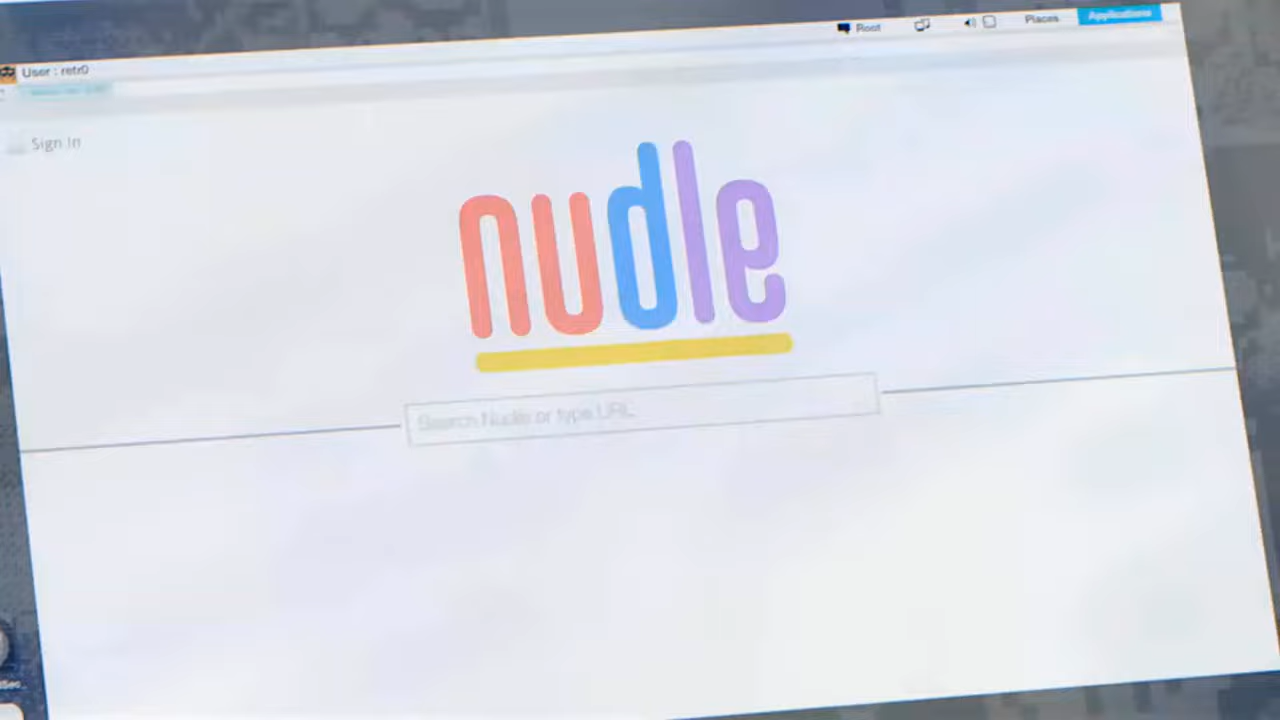 Root
Places
Applications
User : retr0
Sign In
nudle
Search Nudle or type URL